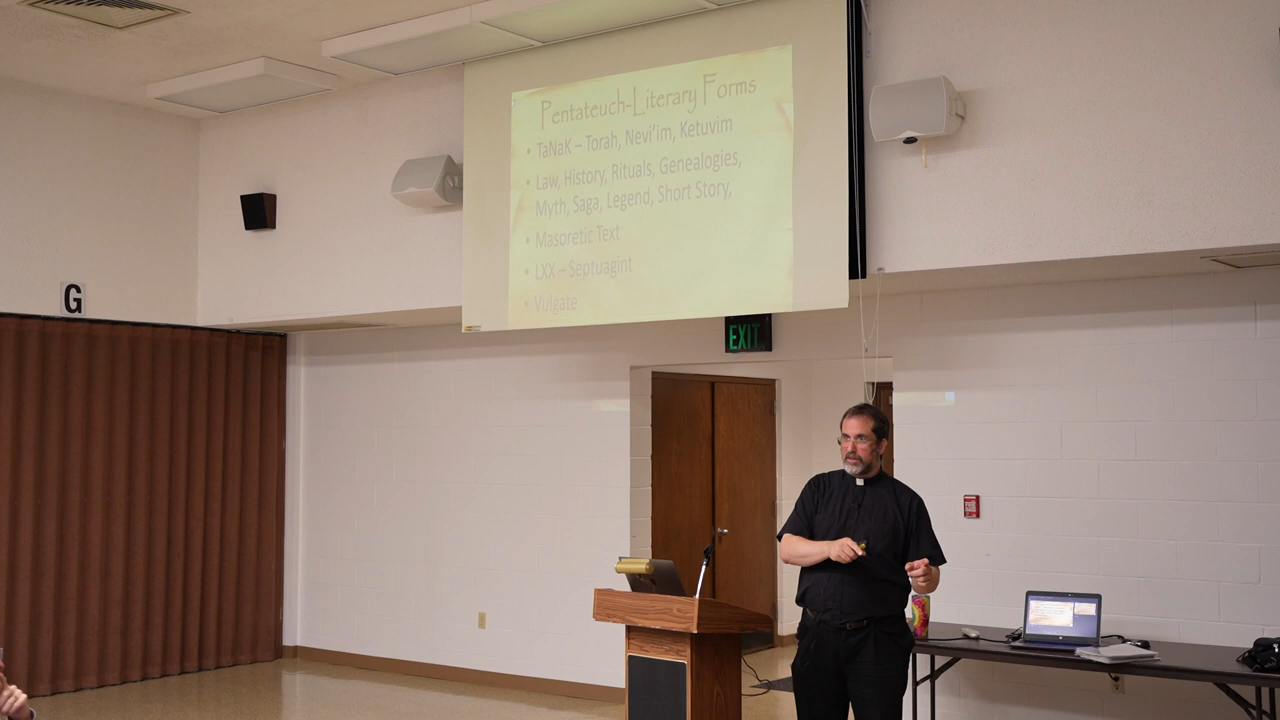 Pentateuch-Literary Forms
• TaNaK – Torah, Nevi'im, Ketuvim
• Law, History, Rituals, Genealogies,
Myth, Saga, Legend, Short Story,
• Masoretic Text
• LXX – Septuagint
• Vulgate
G
EXIT